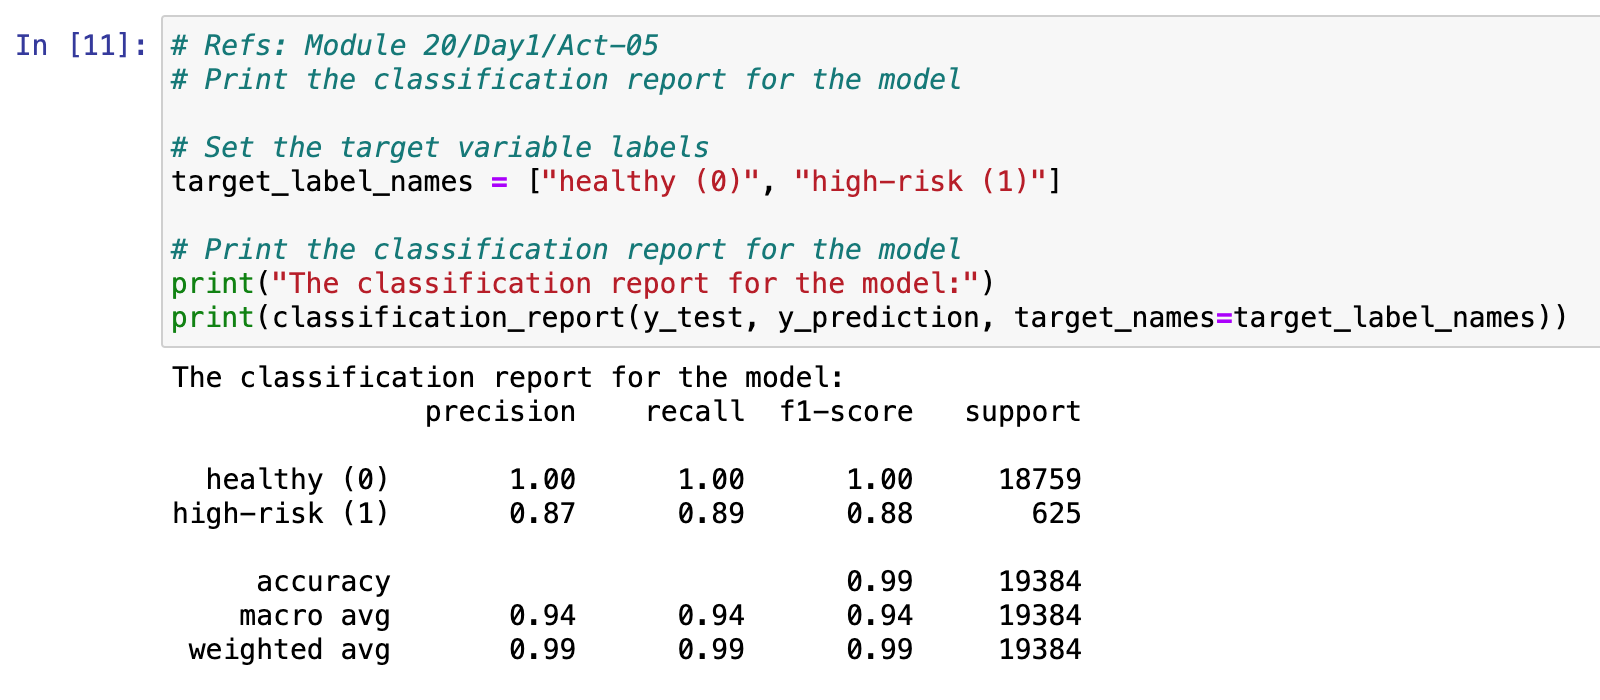 In [11]:
# Refs: Module 20/Day1/Act-05
# Print the classification report for the model
# Set the target variable labels
target_label_names = ["healthy (0)", "high-risk (1)"]
# Print the classification report for the model
print("The classification report for the model:")
print(classification_report(y_test, y_prediction, target_names=target_label_names))
The classification report for the model:
precision recall f1-score support
healthy (0) 1.00 1.00 1.00 18759
high-risk (1) 0.87 0.89 0.88 625
accuracy 0.99 19384
macro avg 0.94 0.94 0.94 19384
weighted avg 0.99 0.99 0.99 19384